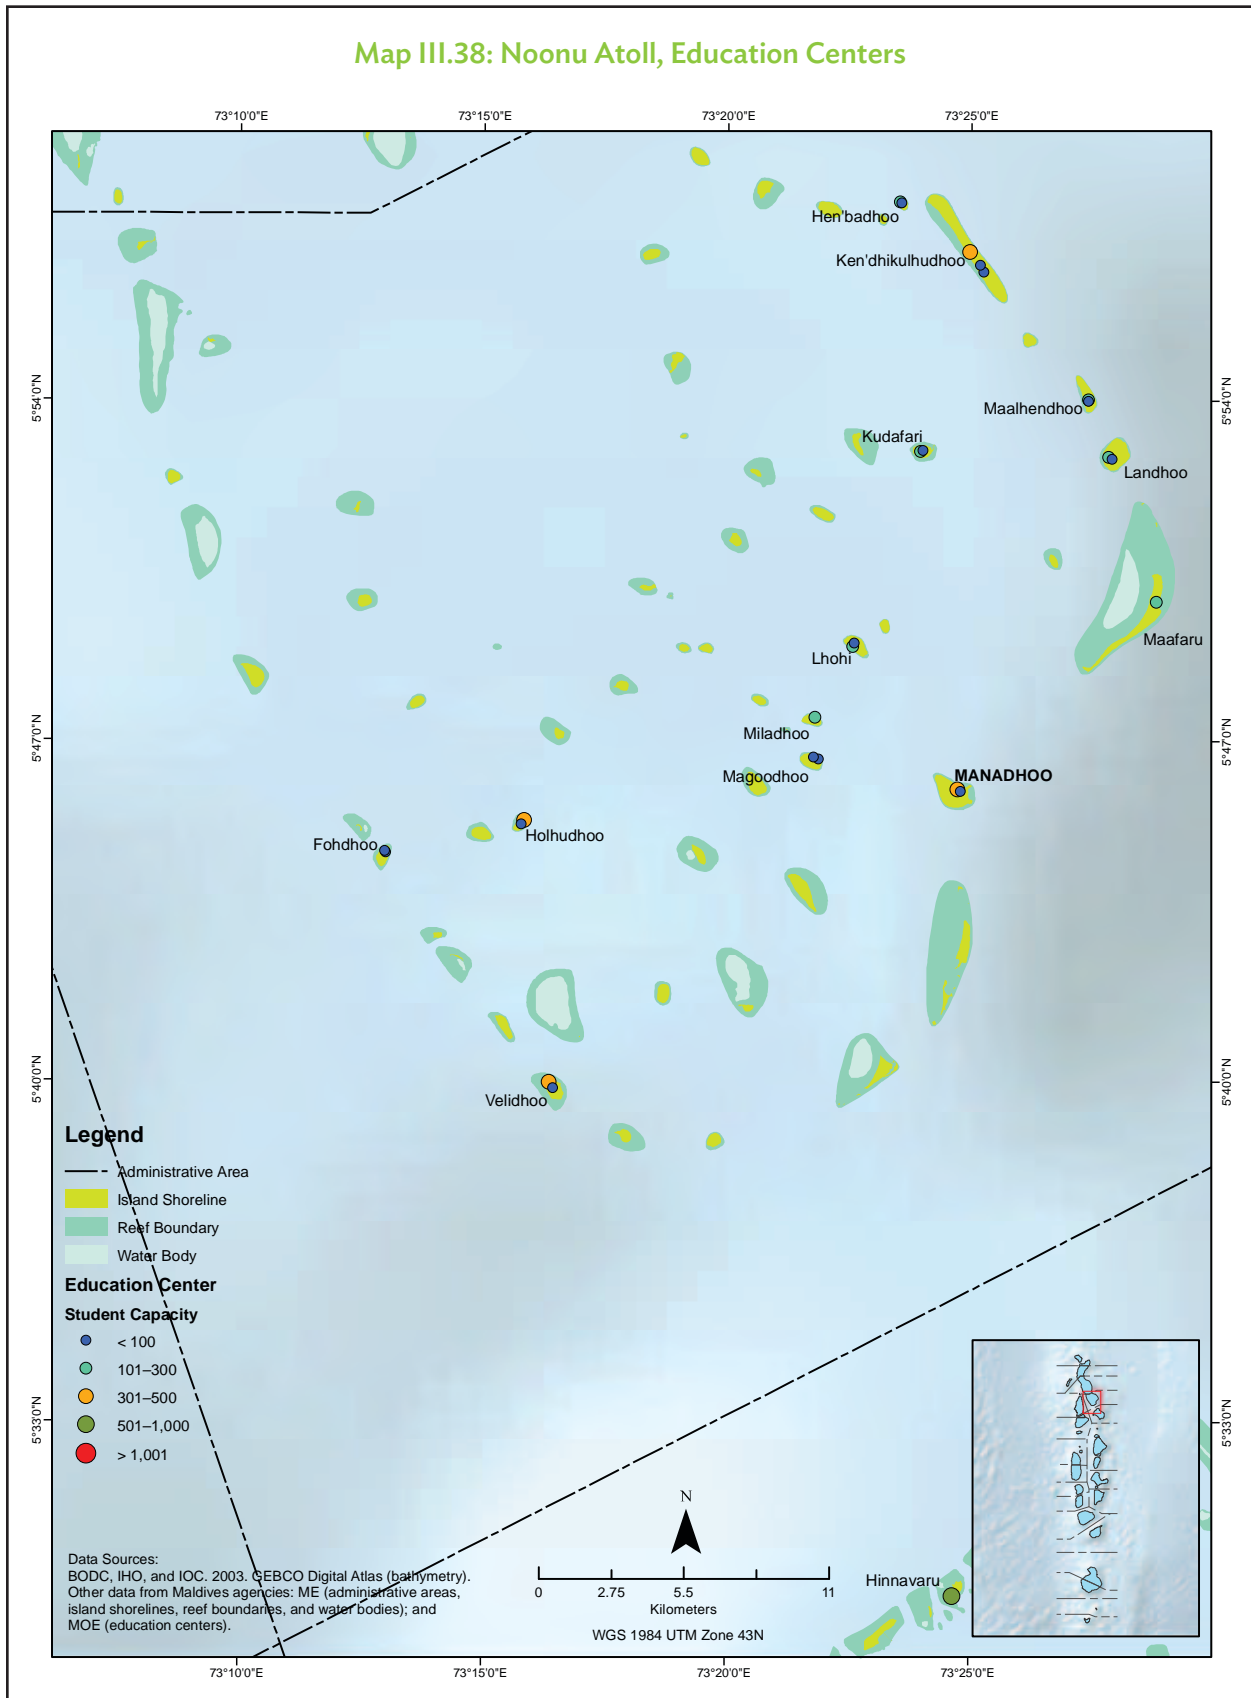 Map III.38: Noonu Atoll, Education Centers
73°10'0"E
73°15'0"E
73°20'0"E
73°25'0"E
Hen'badhoo
Ken'dhikulhudhoo
5°54'0"N
5°54'0"N
Maalhendhoo
Kudafari
Landhoo
Maafaru
Lhohi
Miladhoo
5°47'0"N
5°47'0"N
Magoodhoo
MANADHOO
Holhudhoo
Fohdhoo
5°40'0"N
5°40'0"N
Velidhoo
Legend
Administrative Area
Island Shoreline
Reef Boundary
Water Body
Education Center
Student Capacity
< 100
101–300
301–500
501–1,000
> 1,001
5°33'0"N
5°33'0"N
N
Data Sources:
BODC, IHO, and IOC. 2003. GEBCO Digital Atlas (bathymetry).
Other data from Maldives agencies: ME (administrative areas,
island shorelines, reef boundaries, and water bodies); and
MOE (education centers).
0 2.75 5.5 11
Kilometers
WGS 1984 UTM Zone 43N
Hinnavaru
73°10'0"E
73°15'0"E
73°20'0"E
73°25'0"E